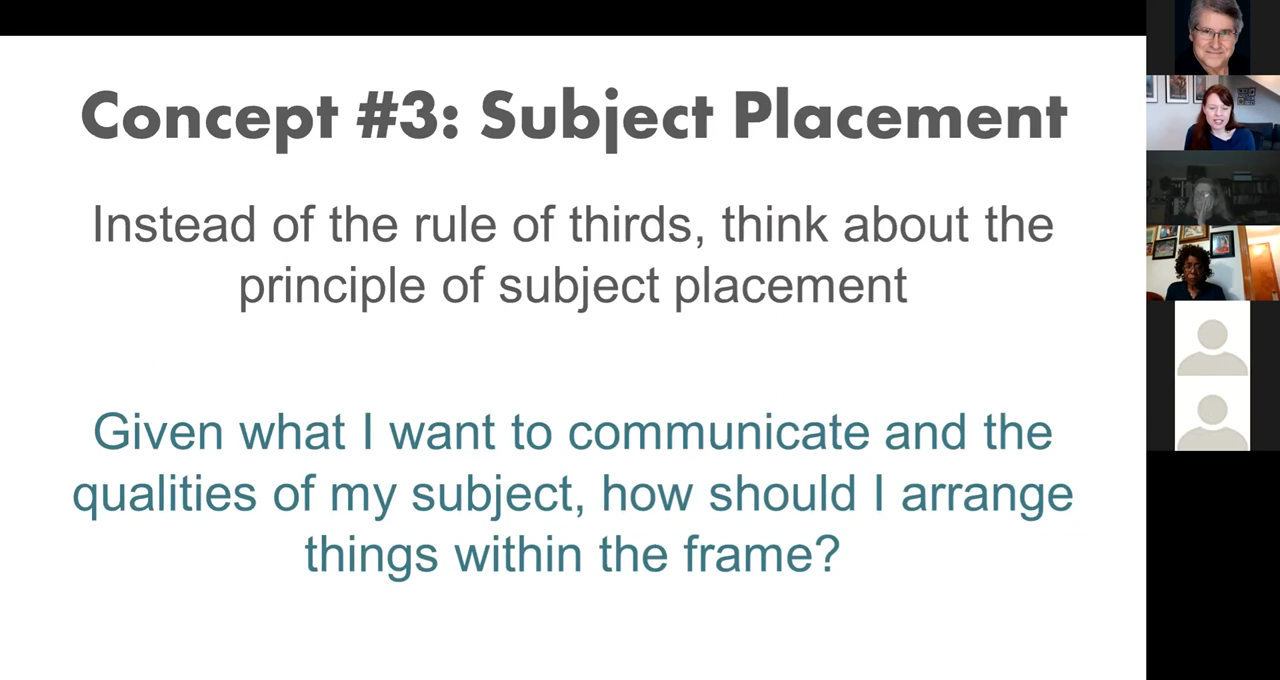 Concept #3: Subject Placement
Instead of the rule of thirds, think about the
principle of subject placement
Given what I want to communicate and the
qualities of my subject, how should I arrange
things within the frame?